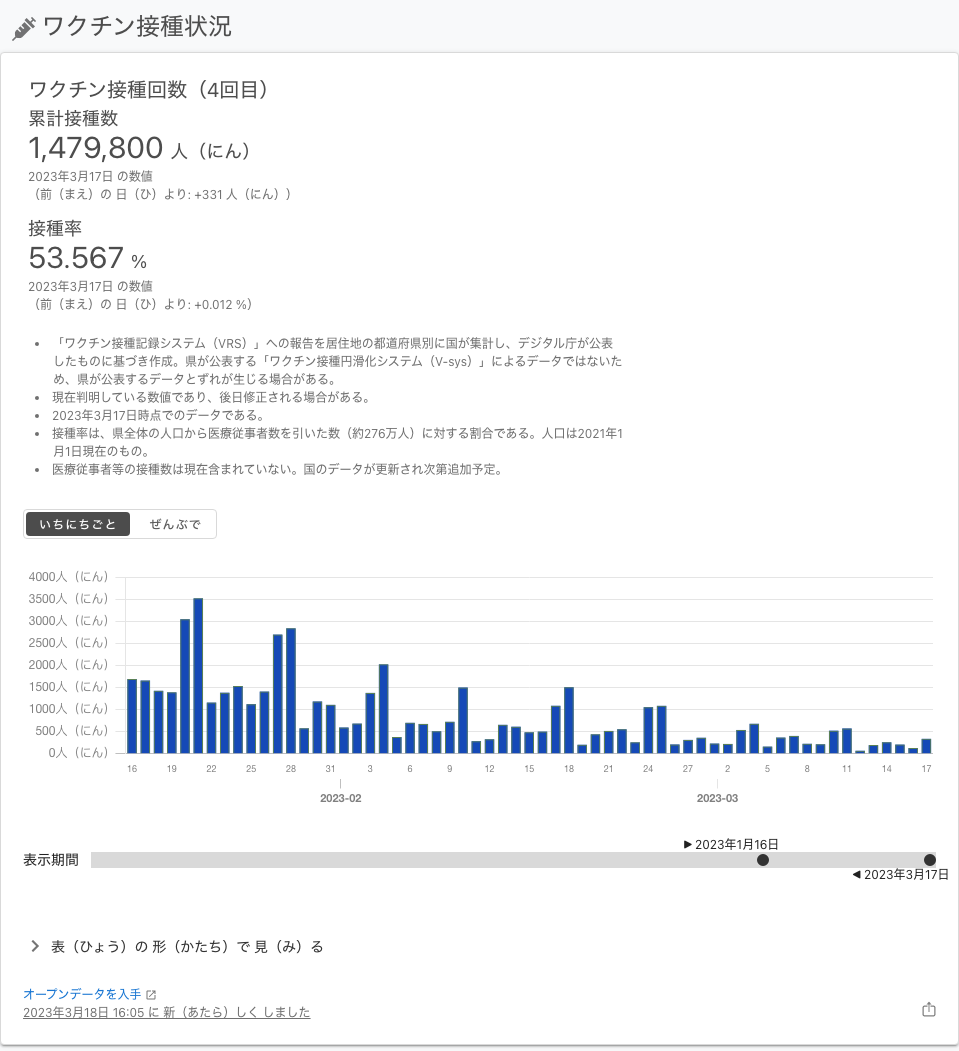 ワクチン接種状況
ワクチン接種回数（4回目）
累計接種数
1,479,800 人（にん）
2023年3月17日 の数値
（前（まえ）の 日（ひ）より: +331 人（にん））
接種率
53.567 %
2023年3月17日 の数値
（前（まえ）の 日（ひ）より: +0.012 %）
• 「ワクチン接種記録システム（VRS）」への報告を居住地の都道府県別に国が集計し、デジタル庁が公表
したものに基づき作成。県が公表する「ワクチン接種円滑化システム（V-sys）」によるデータではないた
め、県が公表するデータとずれが生じる場合がある。
• 現在判明している数値であり、後日修正される場合がある。
• 2023年3月17日時点でのデータである。
• 接種率は、県全体の人口から医療従事者数を引いた数（約276万人）に対する割合である。人口は2021年1
月1日現在のもの。
• 医療従事者等の接種数は現在含まれていない。国のデータが更新され次第追加予定。
いちにちごと ぜんぶで
4000人（にん）
3500人（にん）
3000人（にん）
2500人（にん）
2000人（にん）
1500人（にん）
1000人（にん）
500人（にん）
0人（にん）
16 19 22 25 28 31 3 6 9 12 15 18 21 24 27 2 5 8 11 14 17
2023-02 2023-03
▶ 2023年1月16日
表示期間
◀ 2023年3月17日
表（ひょう）の 形（かたち）で 見（み）る
オープンデータを入手
2023年3月18日 16:05 に 新（あたら）しく しました